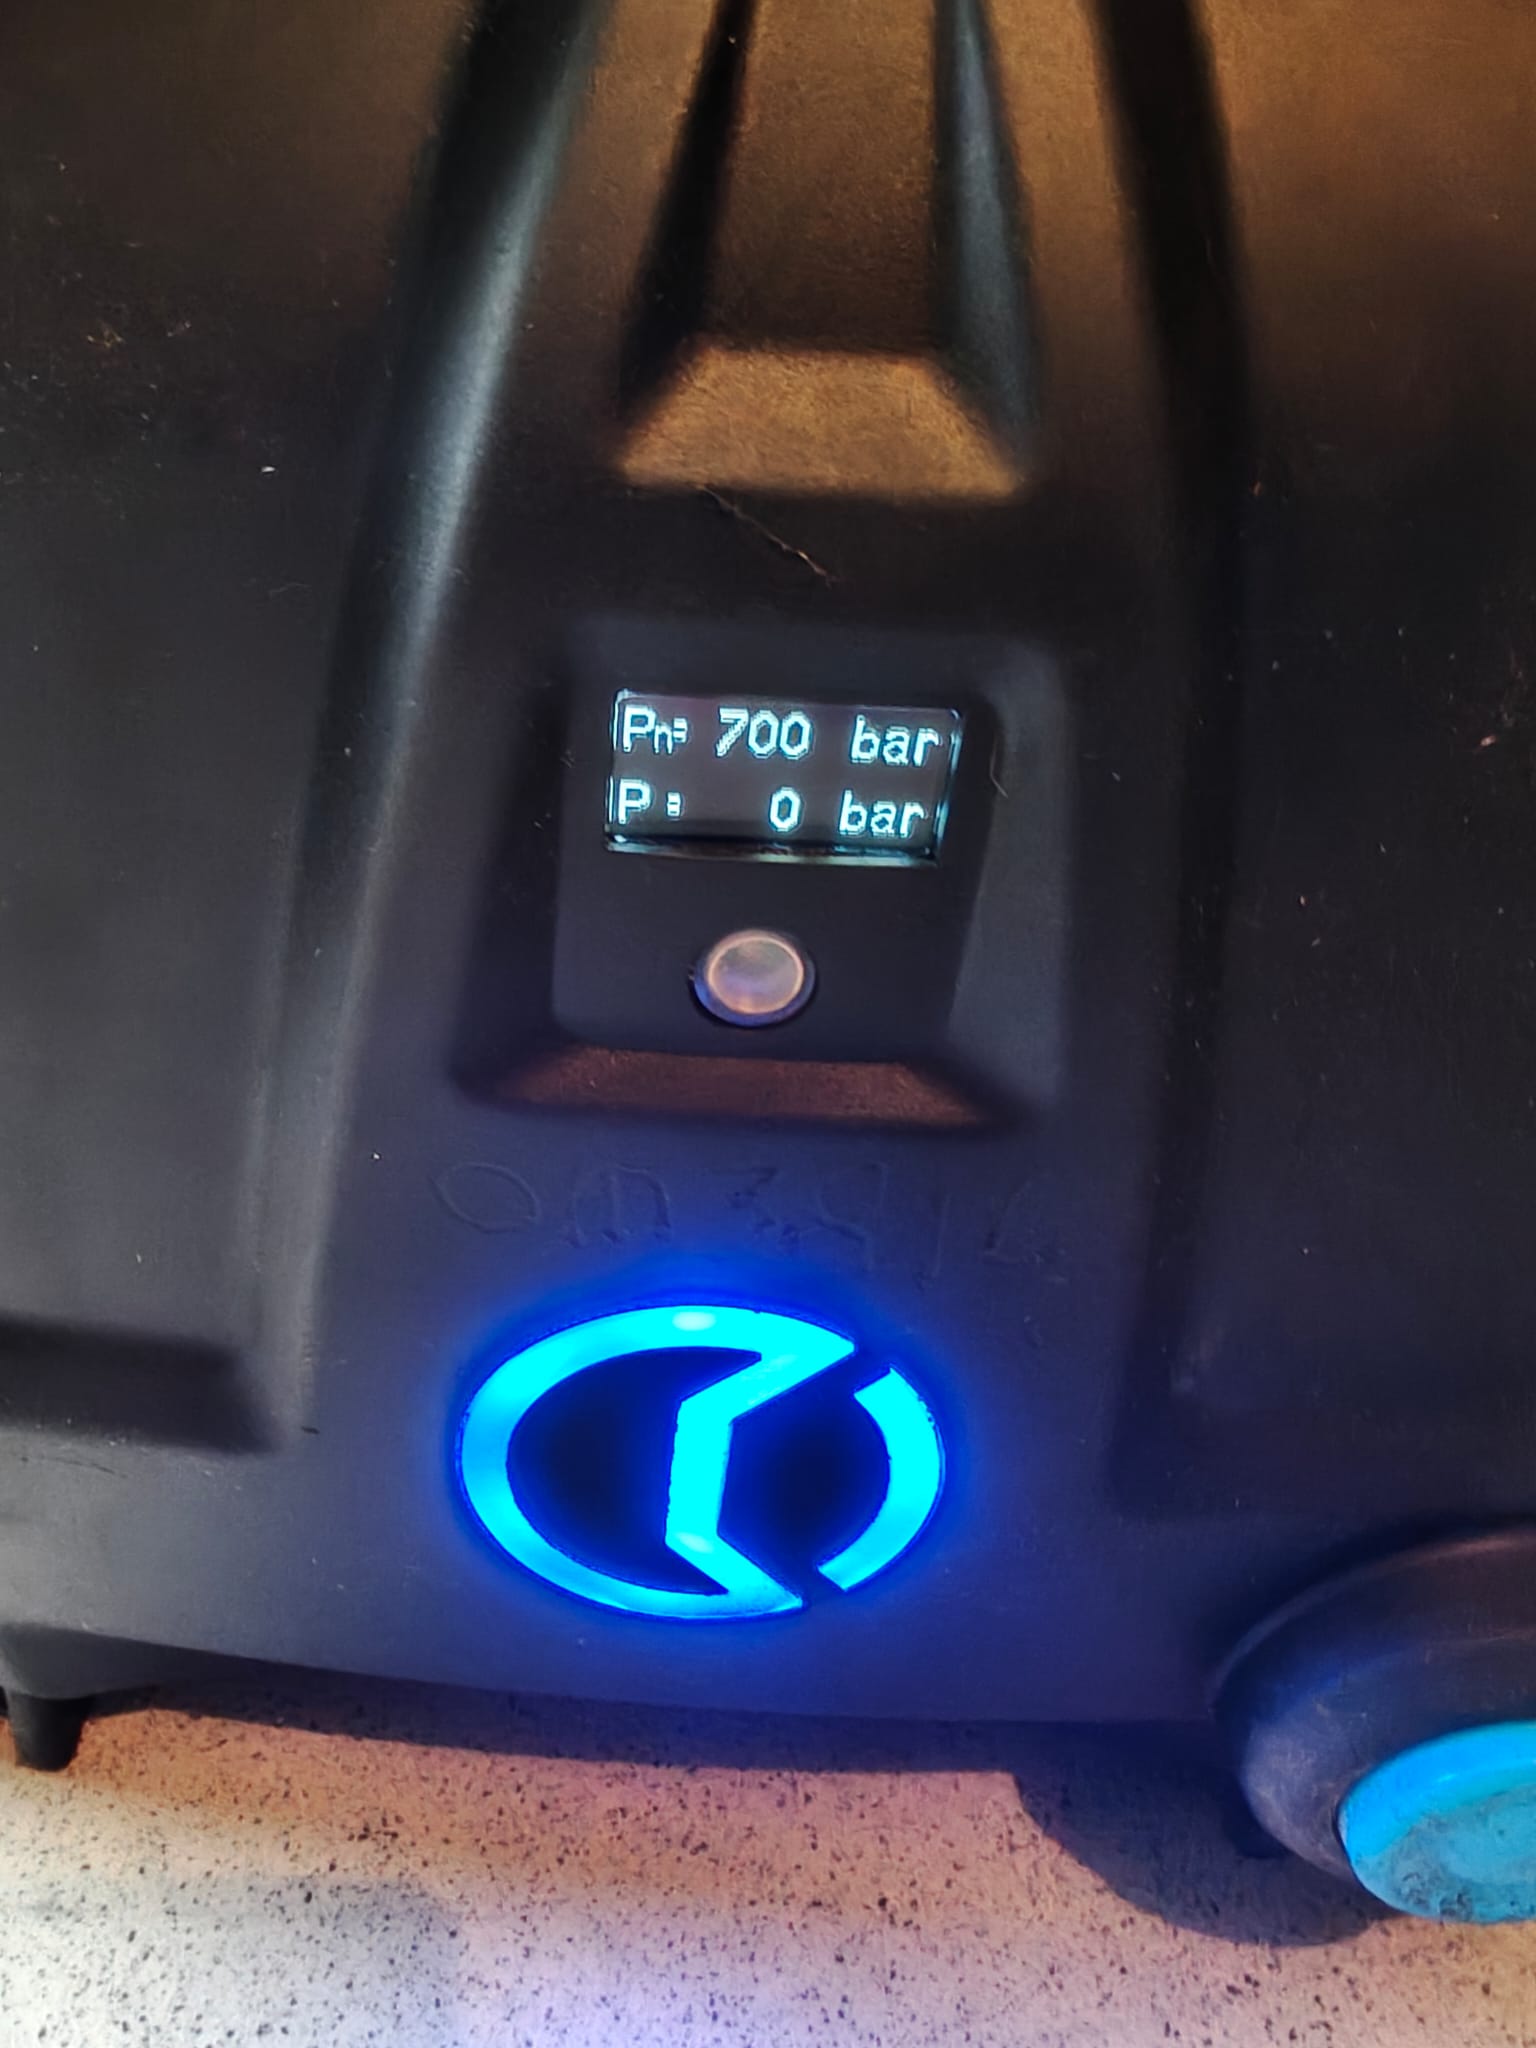 Pn= 700 bar
P = 0 bar